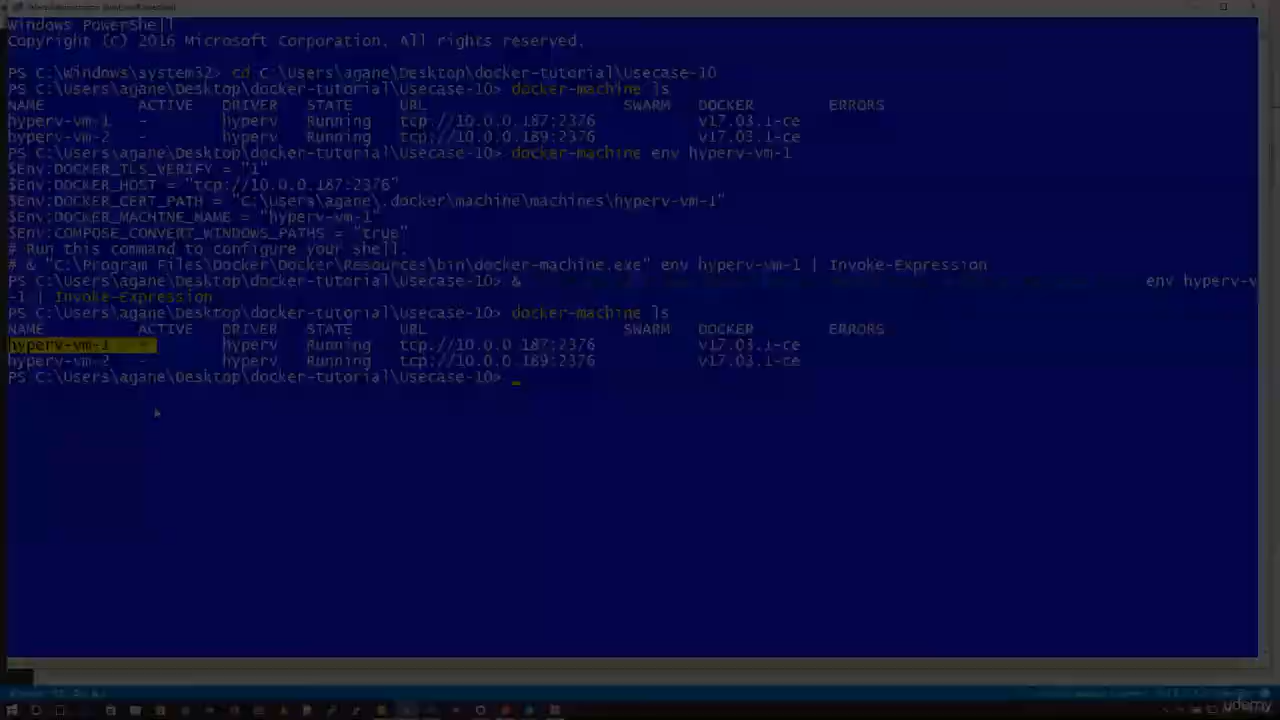 Windows PowerShell
Copyright (C) 2016 Microsoft Corporation. All rights reserved.
PS C:\Windows\system32> cd C:\Users\agane\Desktop\docker-tutorial\Usecase-10
PS C:\Users\agane\Desktop\docker-tutorial\Usecase-10> docker-machine ls
NAME ACTIVE DRIVER STATE URL SWARM DOCKER ERRORS
hyperv-vm-1 - hyperv Running tcp://10.0.0.187:2376 v17.03.1-ce
hyperv-vm-2 - hyperv Running tcp://10.0.0.189:2376 v17.03.1-ce
PS C:\Users\agane\Desktop\docker-tutorial\Usecase-10> docker-machine env hyperv-vm-1
$Env:DOCKER_TLS_VERIFY = "1"
$Env:DOCKER_HOST = "tcp://10.0.0.187:2376"
$Env:DOCKER_CERT_PATH = "C:\Users\agane\.docker\machine\machines\hyperv-vm-1"
$Env:DOCKER_MACHINE_NAME = "hyperv-vm-1"
$Env:COMPOSE_CONVERT_WINDOWS_PATHS = "true"
# Run this command to configure your shell:
# & "C:\Program Files\Docker\Docker\Resources\bin\docker-machine.exe" env hyperv-vm-1 | Invoke-Expression
PS C:\Users\agane\Desktop\docker-tutorial\Usecase-10> & env hyperv-v
-1 | Invoke-Expression
PS C:\Users\agane\Desktop\docker-tutorial\Usecase-10> docker-machine ls
NAME ACTIVE DRIVER STATE URL SWARM DOCKER ERRORS
hyperv-vm-1 - hyperv Running tcp://10.0.0.187:2376 v17.03.1-ce
hyperv-vm-2 - hyperv Running tcp://10.0.0.189:2376 v17.03.1-ce
PS C:\Users\agane\Desktop\docker-tutorial\Usecase-10>
udemy